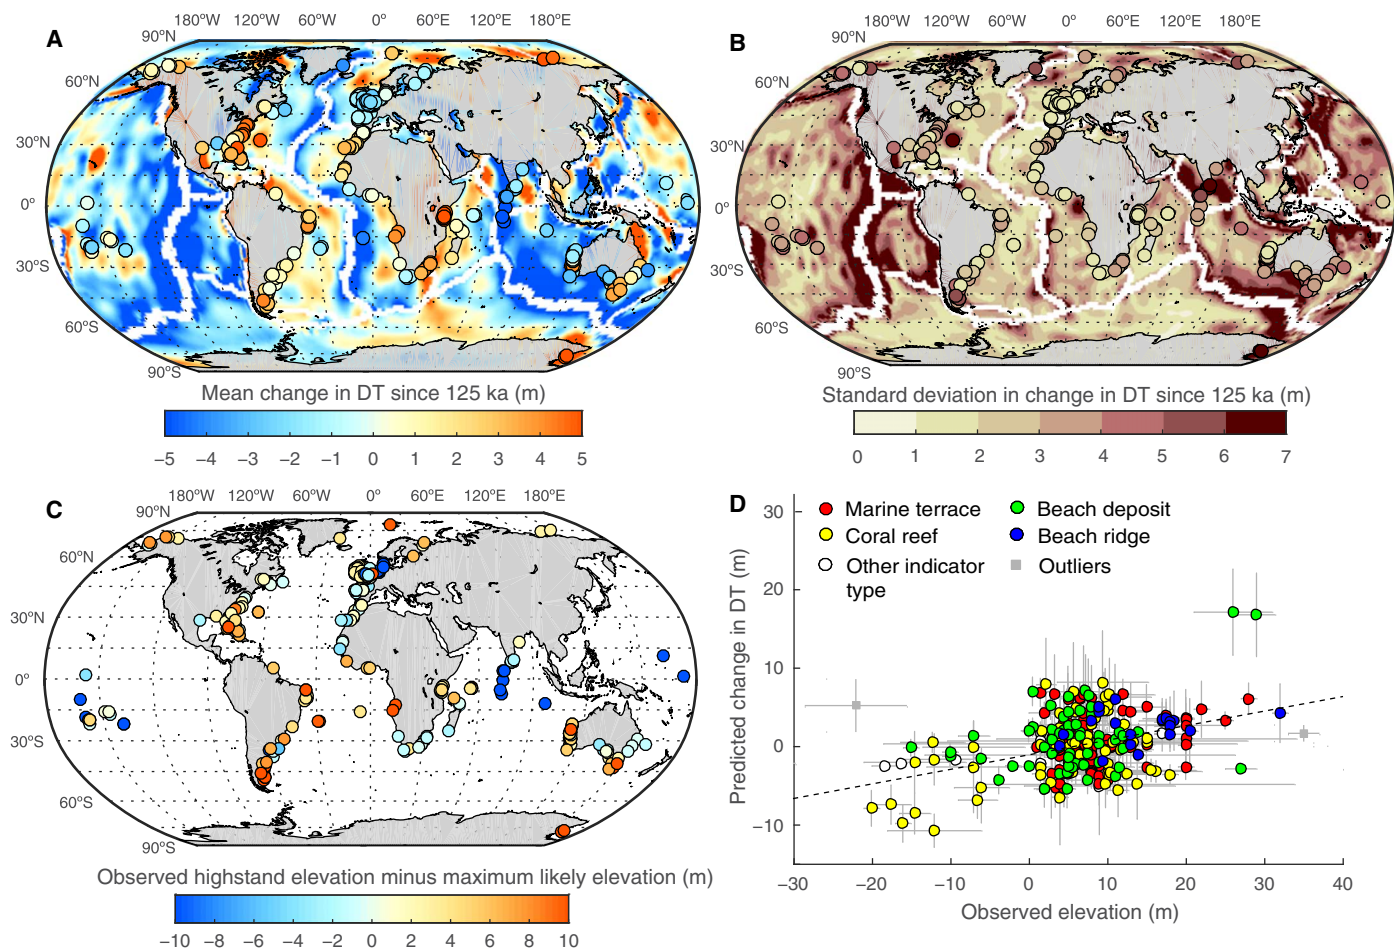 A
180°W 120°W 60°W 0° 60°E 120°E 180°E
90°N
60°N
30°N
0°
30°S
60°S
90°S
Mean change in DT since 125 ka (m)
−5 −4 −3 −2 −1 0 1 2 3 4 5
B
180°W 120°W 60°W 0° 60°E 120°E 180°E
90°N
60°N
30°N
0°
30°S
60°S
90°S
Standard deviation in change in DT since 125 ka (m)
0 1 2 3 4 5 6 7
C
180°W 120°W 60°W 0° 60°E 120°E 180°E
90°N
60°N
30°N
0°
30°S
60°S
90°S
Observed highstand elevation minus maximum likely elevation (m)
−10 −8 −6 −4 −2 0 2 4 6 8 10
D
Marine terrace
Coral reef
Other indicator
type
Beach deposit
Beach ridge
Outliers
Predicted change in DT (m)
30
20
10
0
−10
−30 −20 −10 0 10 20 30 40
Observed elevation (m)